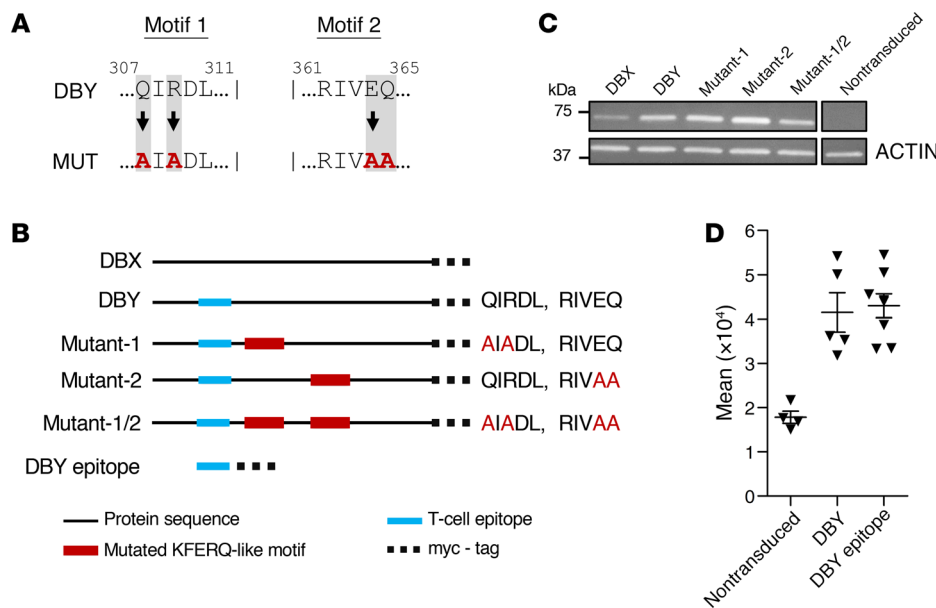 A
Motif 1 Motif 2
307 311 361 365
DBY ...QIRDL...| ...RIVEQ...|
MUT ...AIADL...| ...RIVAA...|
B
DBX
DBY QIRDL, RIVEQ
Mutant-1 AIADL, RIVEQ
Mutant-2 QIRDL, RIVAA
Mutant-1/2 AIADL, RIVAA
DBY epitope
Protein sequence T-cell epitope
Mutated KFERQ-like motif myc - tag
C
DBX DBY Mutant-1 Mutant-2 Mutant-1/2 Nontransduced
kDa
75
37 ACTIN
D
Mean (×10⁴)
6
5
4
3
2
1
0
Nontransduced DBY DBY epitope